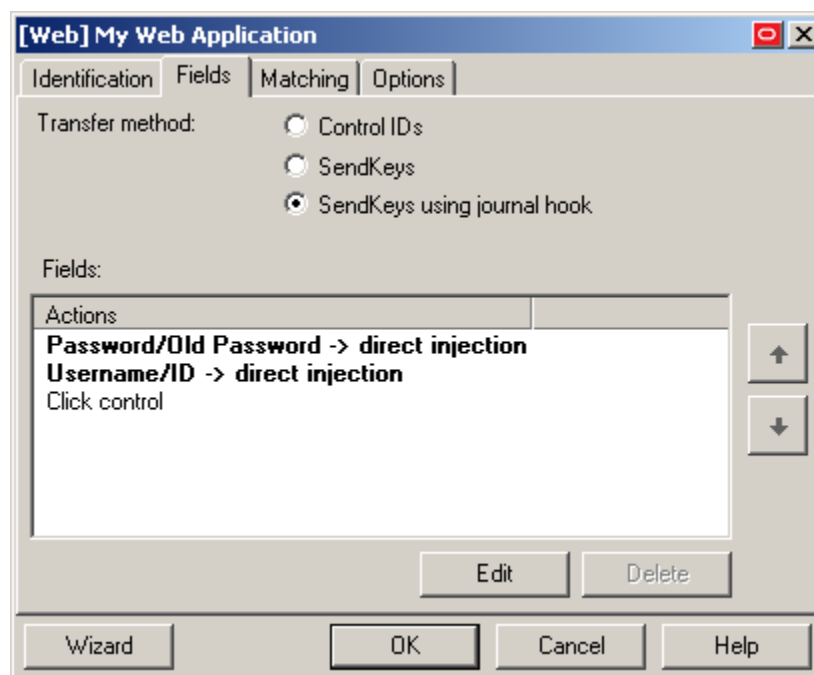 [Web] My Web Application
Identification Fields Matching Options
Transfer method:
Control IDs
SendKeys
SendKeys using journal hook
Fields:
Actions
Password/Old Password -> direct injection
Username/ID -> direct injection
Click control
Edit Delete
Wizard OK Cancel Help